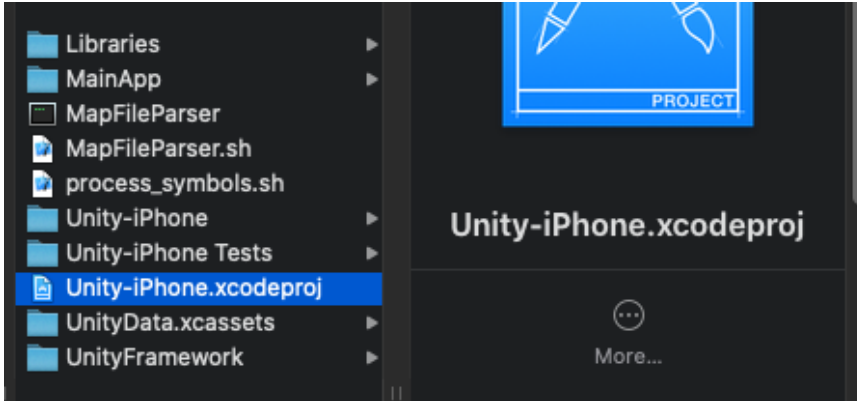 Libraries
MainApp
MapFileParser
MapFileParser.sh
process_symbols.sh
Unity-iPhone
Unity-iPhone Tests
Unity-iPhone.xcodeproj
UnityData.xcassets
UnityFramework
PROJECT
Unity-iPhone.xcodeproj
More...